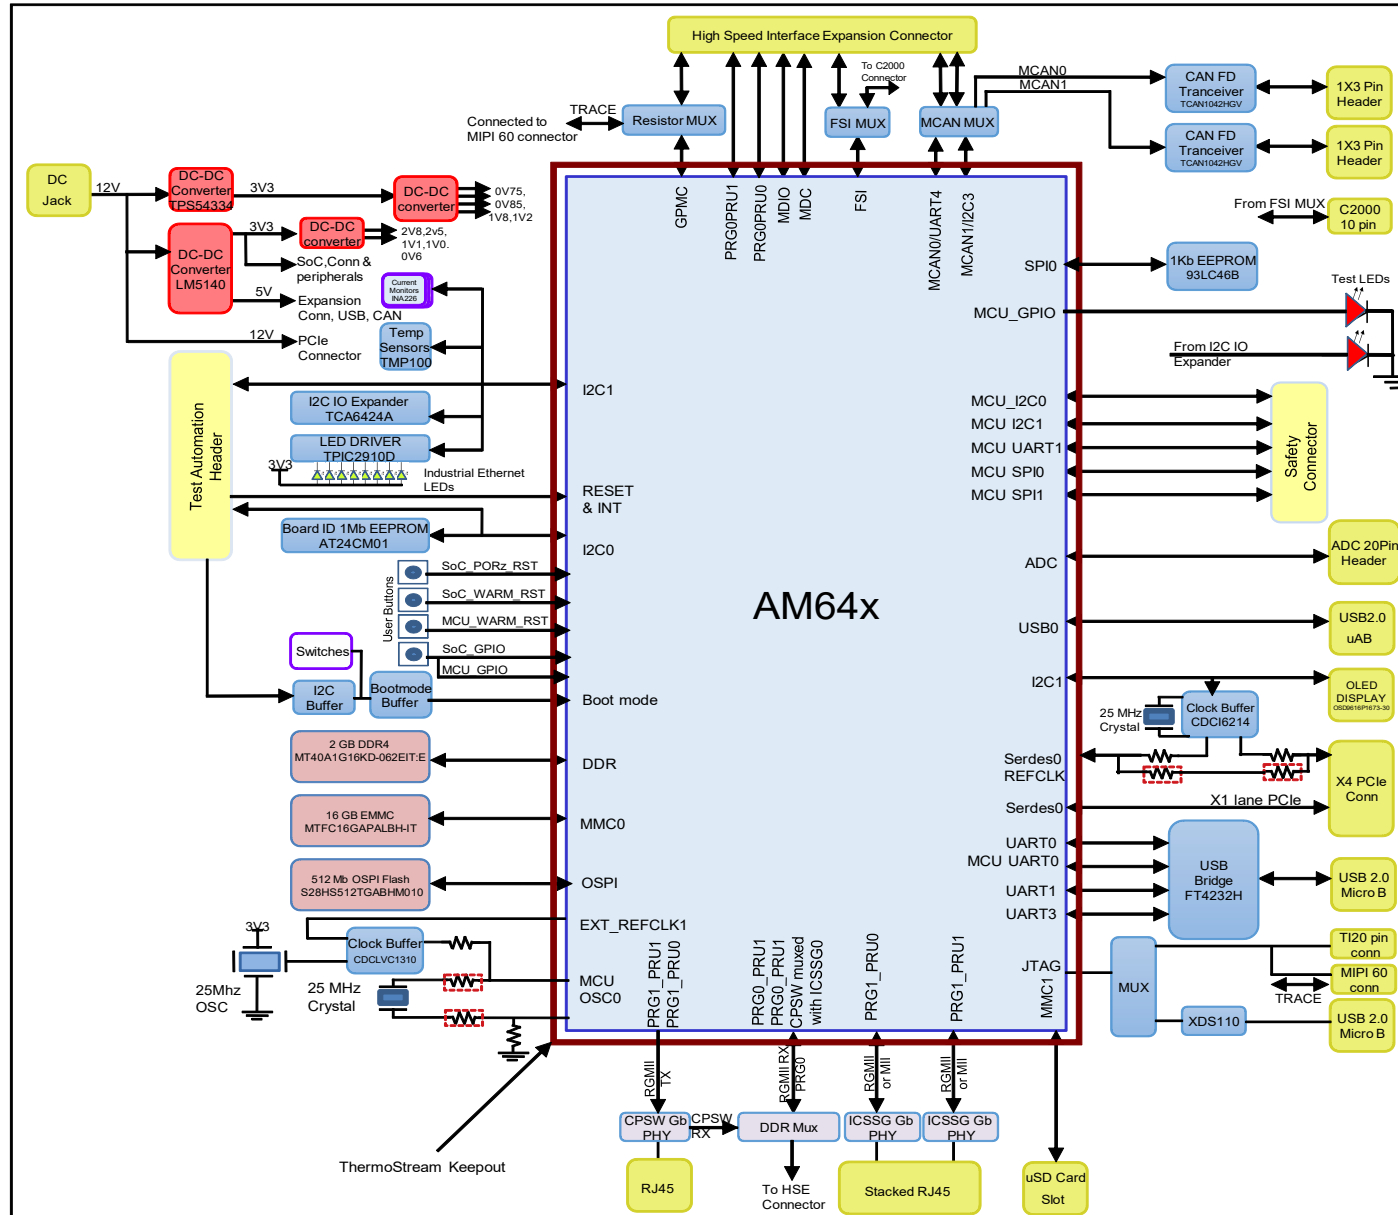 High Speed Interface Expansion Connector
To C2000
Connector
MCAN0
MCAN1
CAN FD
Tranceiver
TCAN1042HGV
1X3 Pin
Header
TRACE
Connected to
MIPI 60 connector
Resistor MUX
FSI MUX
MCAN MUX
CAN FD
Tranceiver
TCAN1042HGV
1X3 Pin
Header
DC
Jack
12V
DC-DC
Converter
TPS54334
3V3
DC-DC
converter
0V75,
0V85,
1V8,1V2
DC-DC
Converter
LM5140
3V3
DC-DC
converter
2V8,2v5,
1V1,1V0.
0V6
SoC,Conn &
peripherals
5V
Expansion
Conn, USB, CAN
12V
PCIe
Connector
Current
Monitors
INA226
Temp
Sensors
TMP100
GPMC
PRG0PRU1
PRG0PRU0
MDIO
MDC
FSI
MCAN0/UART4
MCAN1/I2C3
From FSI MUX
C2000
10 pin
SPI0
1Kb EEPROM
93LC46B
Test LEDs
MCU_GPIO
From I2C IO
Expander
Test Automation
Header
I2C1
I2C IO Expander
TCA6424A
LED DRIVER
TPIC2910D
3V3
Industrial Ethernet
LEDs
RESET
& INT
Board ID 1Mb EEPROM
AT24CM01
I2C0
MCU_I2C0
MCU I2C1
MCU UART1
MCU SPI0
MCU SPI1
Safety
Connector
ADC
ADC 20Pin
Header
User Buttons
SoC_PORz_RST
SoC_WARM_RST
MCU_WARM_RST
SoC_GPIO
MCU_GPIO
AM64x
USB0
USB2.0
uAB
Switches
I2C
Buffer
Bootmode
Buffer
Boot mode
I2C1
OLED
DISPLAY
OSD9616P1673-30
25 MHz
Crystal
Clock Buffer
CDCI6214
2 GB DDR4
MT40A1G16KD-062EIT:E
DDR
Serdes0
REFCLK
X4 PCIe
Conn
16 GB EMMC
MTFC16GAPALBH-IT
MMC0
Serdes0
X1 lane PCIe
UART0
MCU UART0
UART1
UART3
USB
Bridge
FT4232H
USB 2.0
Micro B
512 Mb OSPI Flash
S28HS512TGABHM010
OSPI
EXT_REFCLK1
3V3
Clock Buffer
CDCLVC1310
25Mhz
OSC
25 MHz
Crystal
MCU
OSC0
PRG1_PRU1
PRG1_PRU0
PRG0_PRU1
PRG0_PRU1
CPSW muxed
with ICSSG0
PRG1_PRU0
PRG1_PRU1
MMC1
JTAG
MUX
TI20 pin
conn
MIPI 60
conn
TRACE
XDS110
USB 2.0
Micro B
RGMII
TX
RGMII RX
PRG0
RGMII
or MII
RGMII
or MII
CPSW Gb
PHY
CPSW
RX
DDR Mux
ICSSG Gb
PHY
ICSSG Gb
PHY
ThermoStream Keepout
RJ45
To HSE
Connector
Stacked RJ45
uSD Card
Slot